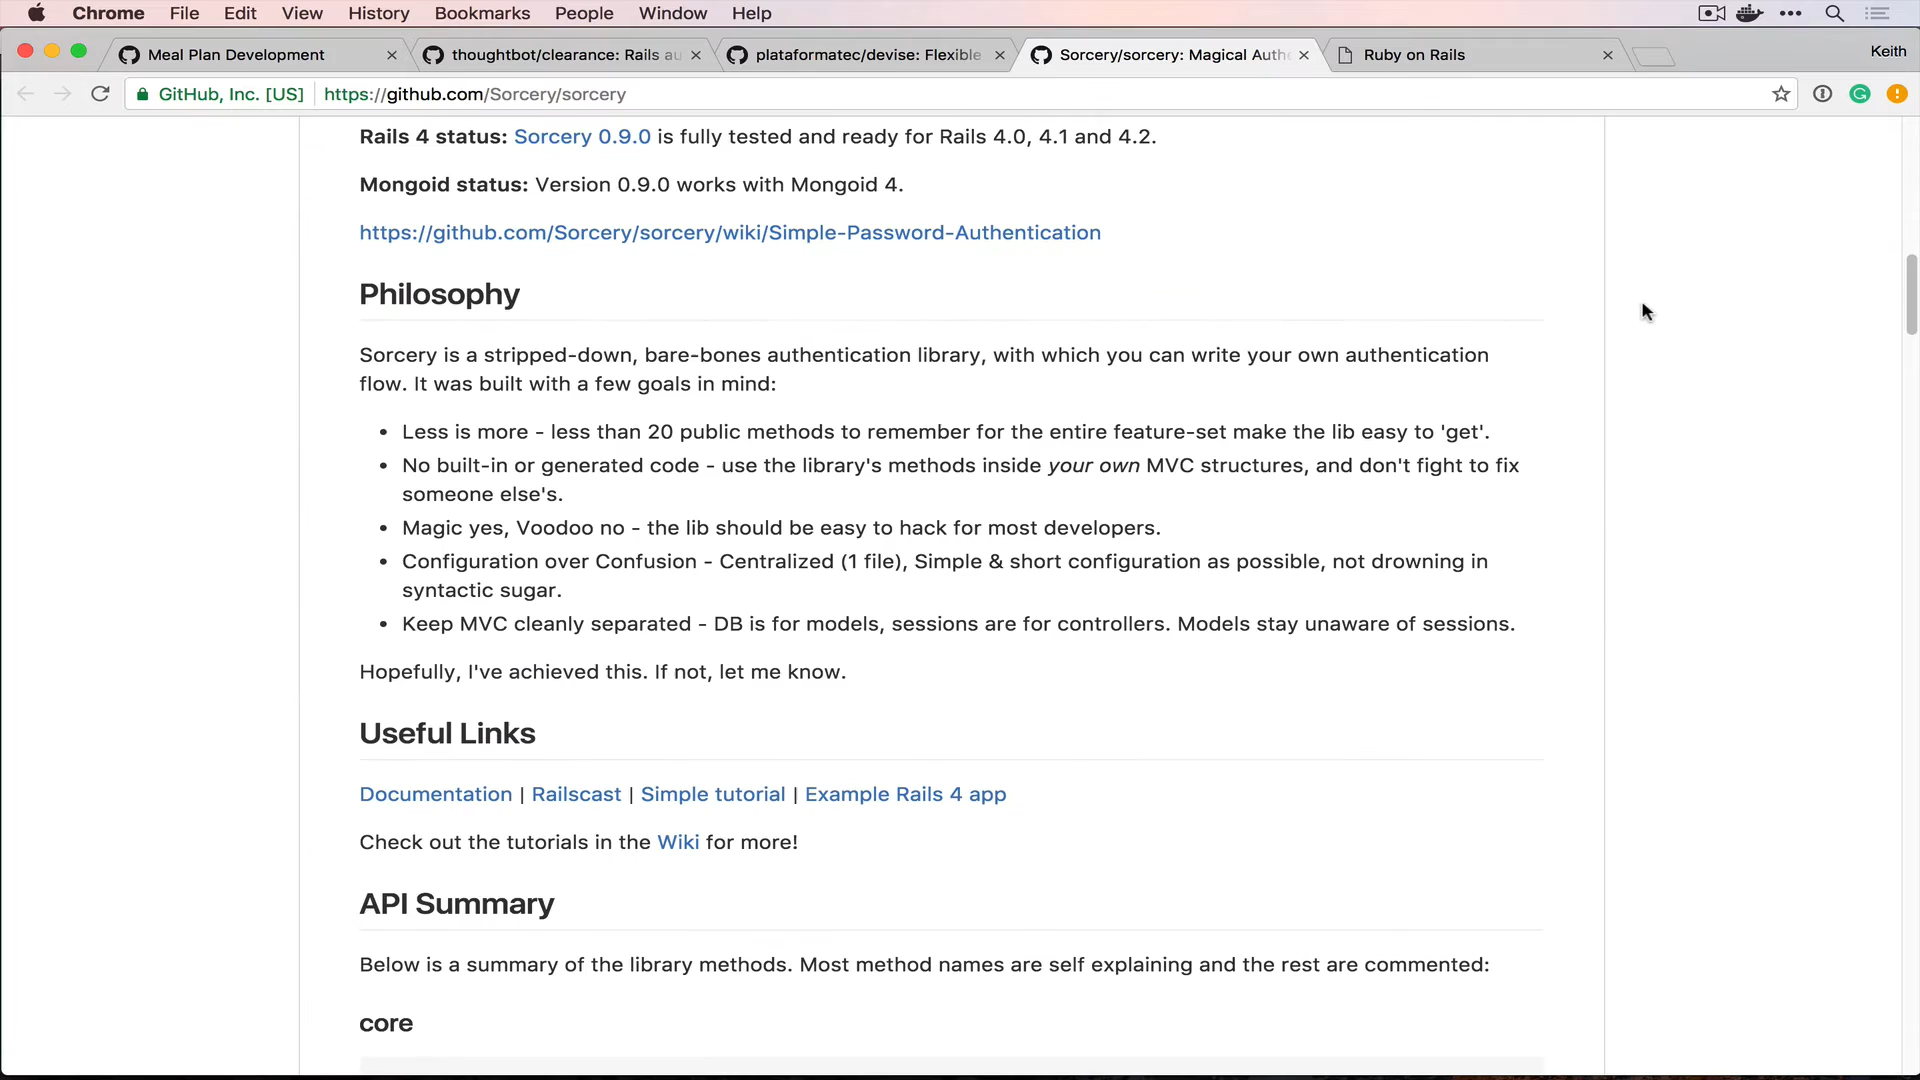 Chrome File Edit View History Bookmarks People Window Help
Meal Plan Development
thoughtbot/clearance: Rails au
plataformatec/devise: Flexible
Sorcery/sorcery: Magical Authe
Ruby on Rails
Keith
GitHub, Inc. [US] https://github.com/Sorcery/sorcery
Rails 4 status: Sorcery 0.9.0 is fully tested and ready for Rails 4.0, 4.1 and 4.2.
Mongoid status: Version 0.9.0 works with Mongoid 4.
https://github.com/Sorcery/sorcery/wiki/Simple-Password-Authentication
Philosophy
Sorcery is a stripped-down, bare-bones authentication library, with which you can write your own authentication
flow. It was built with a few goals in mind:
• Less is more - less than 20 public methods to remember for the entire feature-set make the lib easy to 'get'.
• No built-in or generated code - use the library's methods inside your own MVC structures, and don't fight to fix
someone else's.
• Magic yes, Voodoo no - the lib should be easy to hack for most developers.
• Configuration over Confusion - Centralized (1 file), Simple & short configuration as possible, not drowning in
syntactic sugar.
• Keep MVC cleanly separated - DB is for models, sessions are for controllers. Models stay unaware of sessions.
Hopefully, I've achieved this. If not, let me know.
Useful Links
Documentation | Railscast | Simple tutorial | Example Rails 4 app
Check out the tutorials in the Wiki for more!
API Summary
Below is a summary of the library methods. Most method names are self explaining and the rest are commented:
core